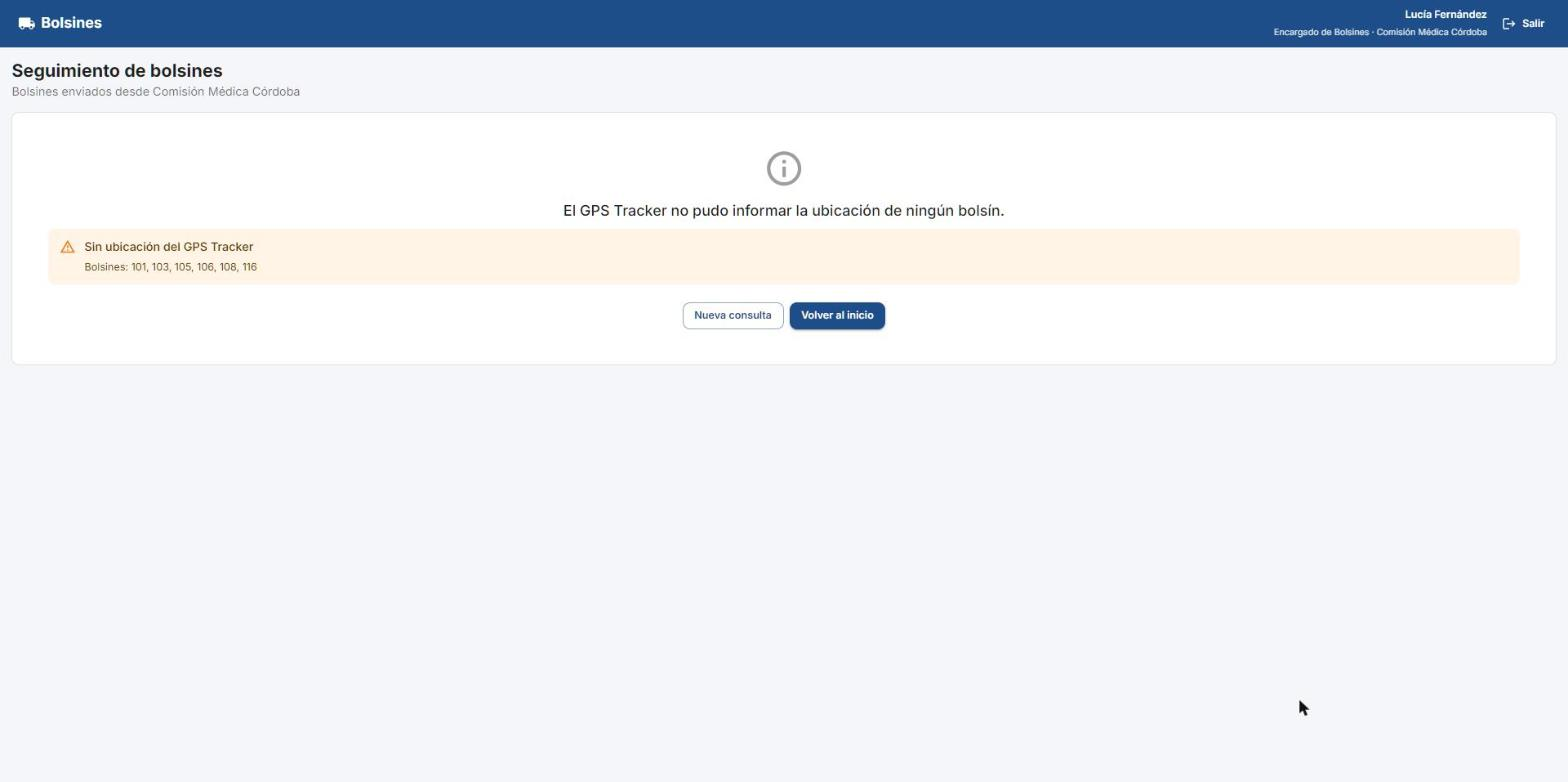 Bolsines
Lucía Fernández
Encargado de Bolsines · Comisión Médica Córdoba
Salir
Seguimiento de bolsines
Bolsines enviados desde Comisión Médica Córdoba
El GPS Tracker no pudo informar la ubicación de ningún bolsín.
Sin ubicación del GPS Tracker
Bolsines: 101, 103, 105, 106, 108, 116
Nueva consulta
Volver al inicio